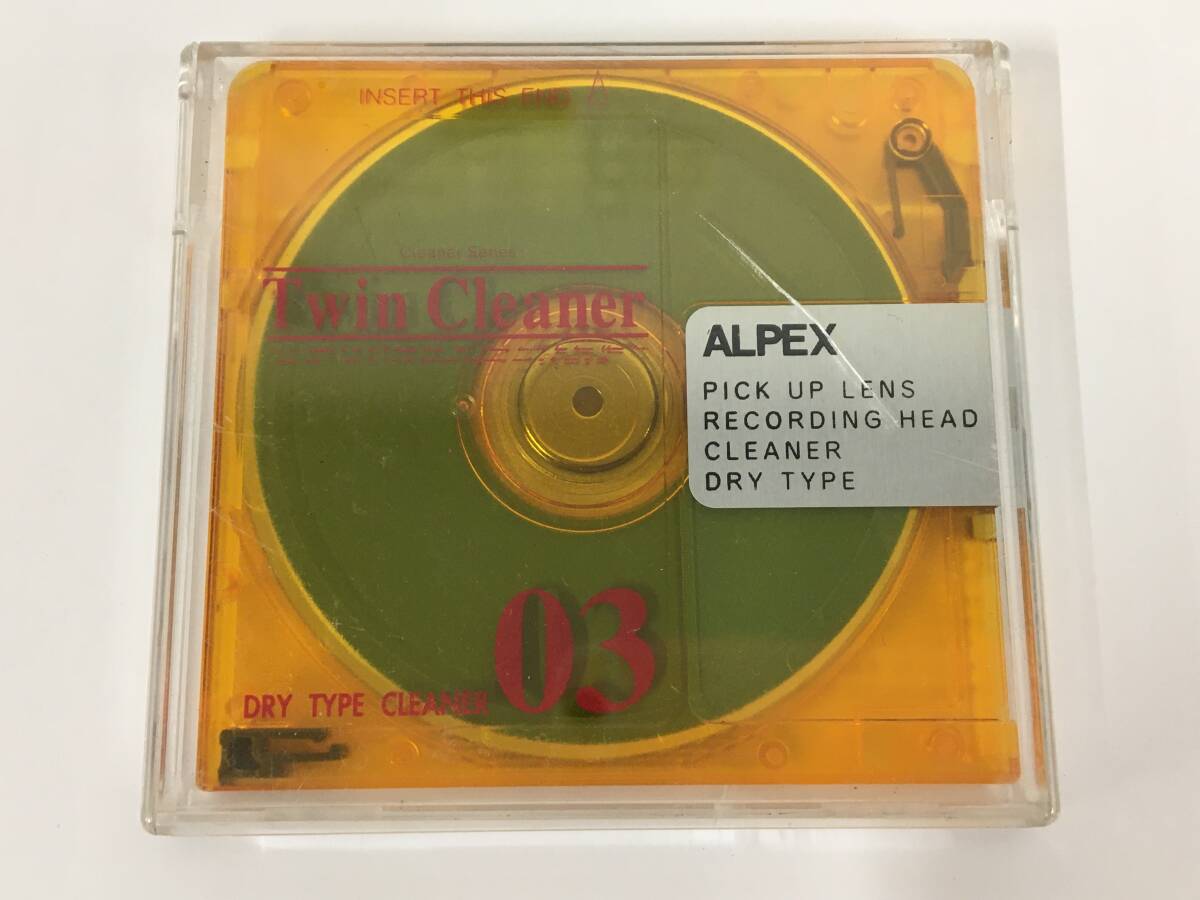 INSERT THIS END
Cleaner Series
Twin Cleaner
ALPEX
PICK UP LENS
RECORDING HEAD
CLEANER
DRY TYPE
03
DRY TYPE CLEANER